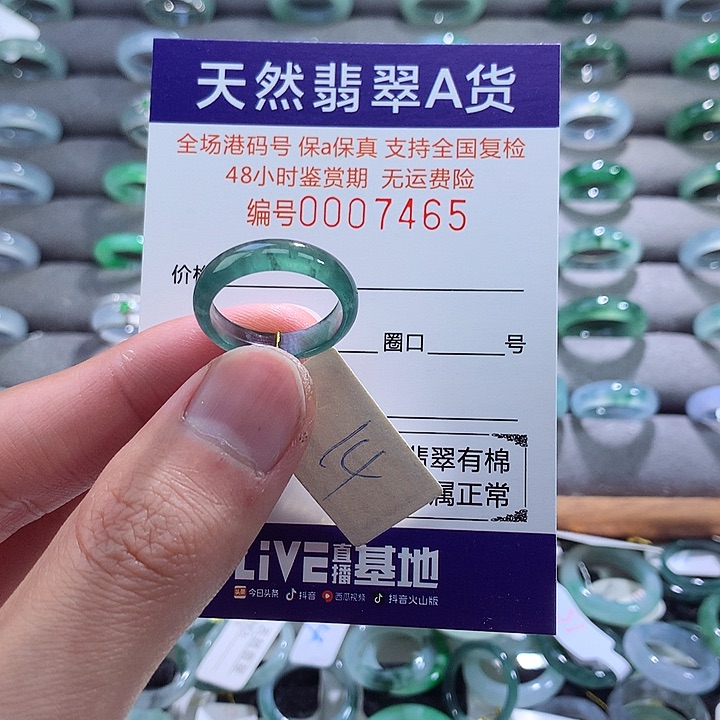 天然翡翠A货
全场港码号 保a保真 支持全国复检
48小时鉴赏期 无运费险
编号0007465
价格
圈口 号
14
翡翠有棉
属正常
LiVE直播基地
今日头条 抖音 西瓜视频 抖音火山版